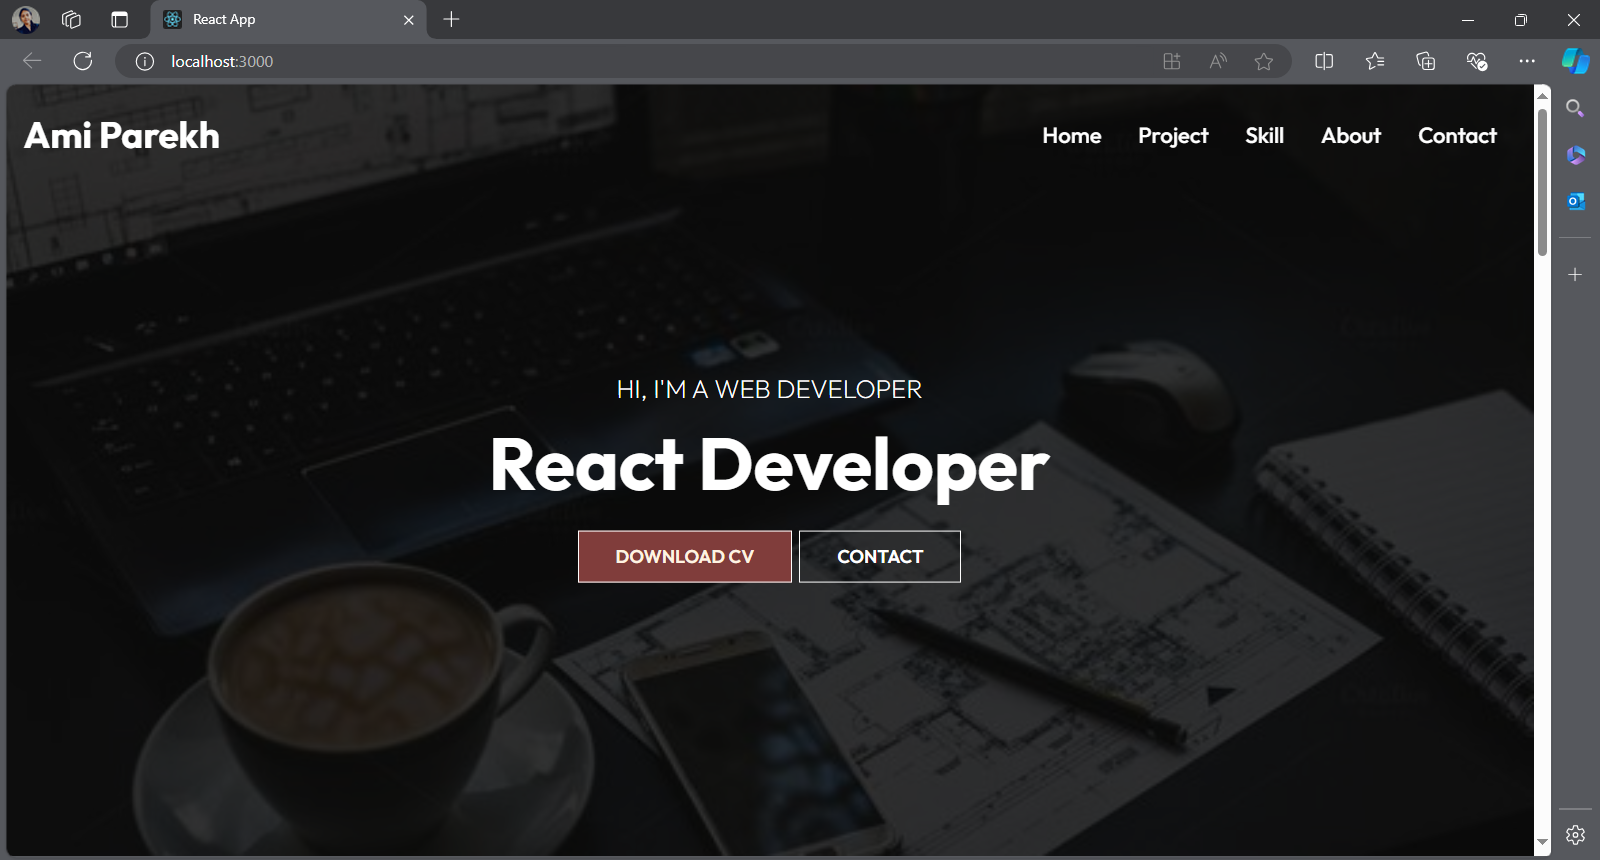 React App
localhost:3000
Ami Parekh
Home Project Skill About Contact
HI, I'M A WEB DEVELOPER
React Developer
DOWNLOAD CV CONTACT